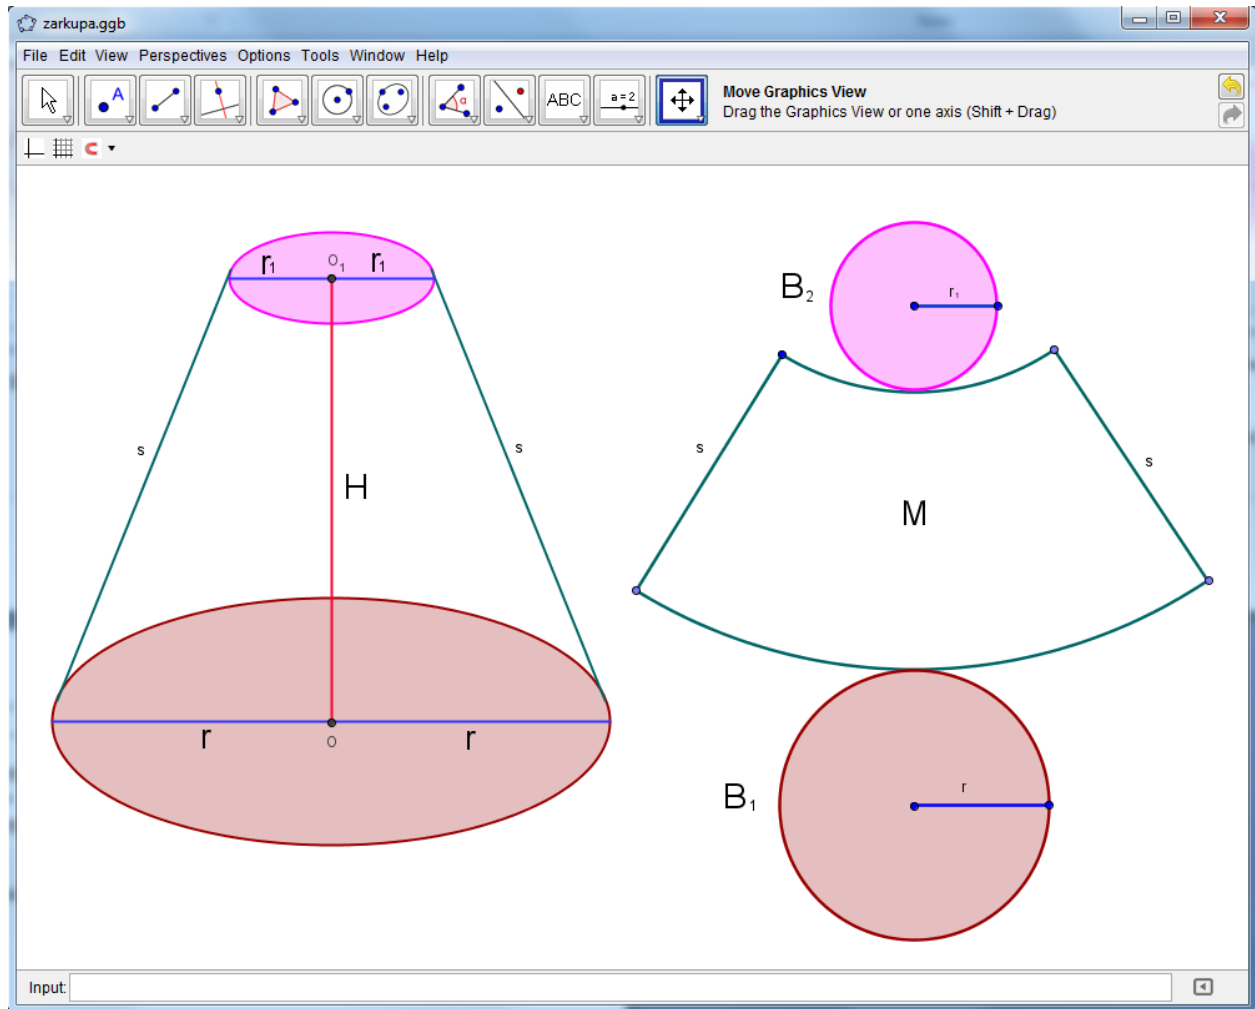 zarkupa.ggb
File Edit View Perspectives Options Tools Window Help
A
α
ABC
a=2
Move Graphics View
Drag the Graphics View or one axis (Shift + Drag)
r1 O1 r1
s
s
H
r
O
r
B2
r1
s
s
M
B1
r
Input: